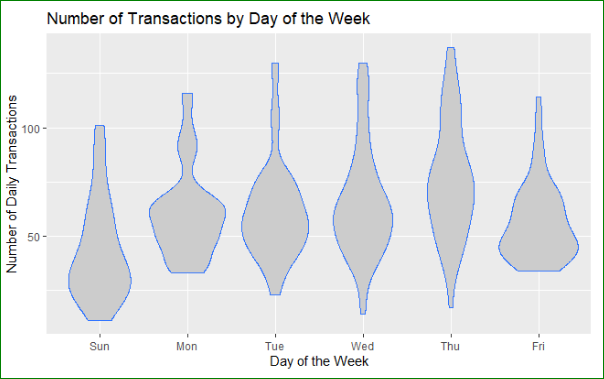 Number of Transactions by Day of the Week
Number of Daily Transactions
100
50
Sun Mon Tue Wed Thu Fri
Day of the Week